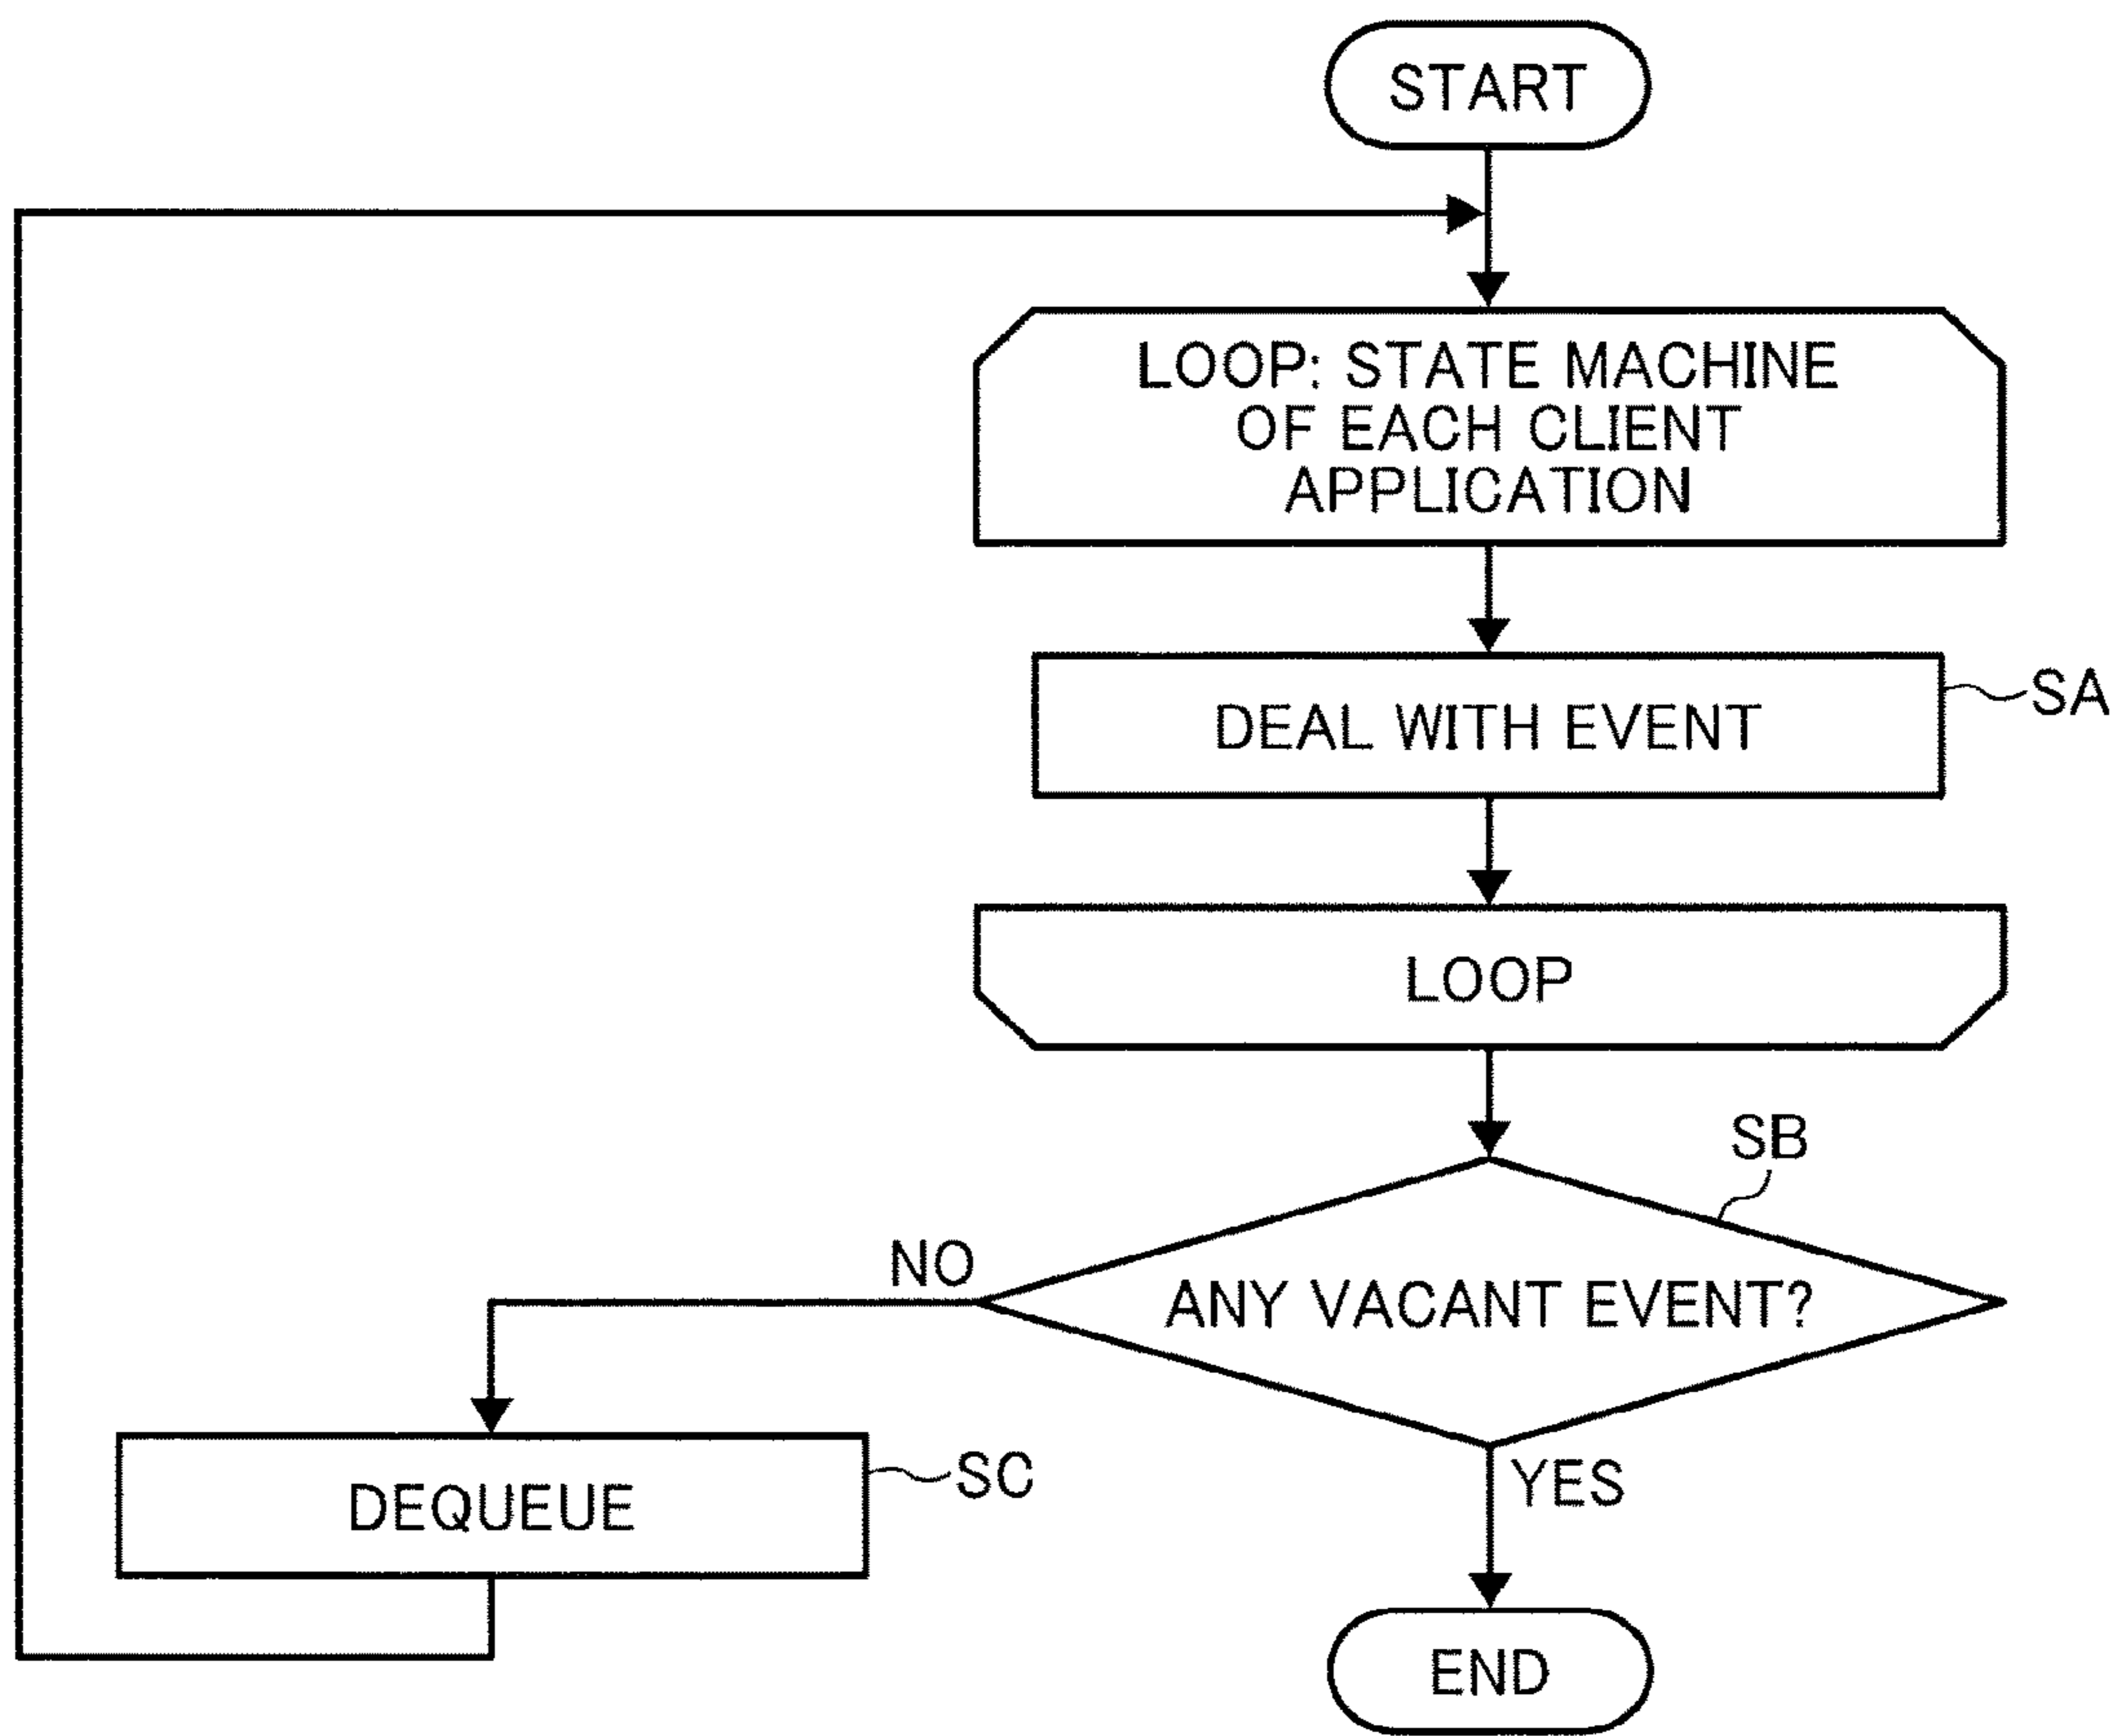 START
LOOP: STATE MACHINE
OF EACH CLIENT
APPLICATION
DEAL WITH EVENT
SA
LOOP
SB
ANY VACANT EVENT?
NO
YES
DEQUEUE
SC
END